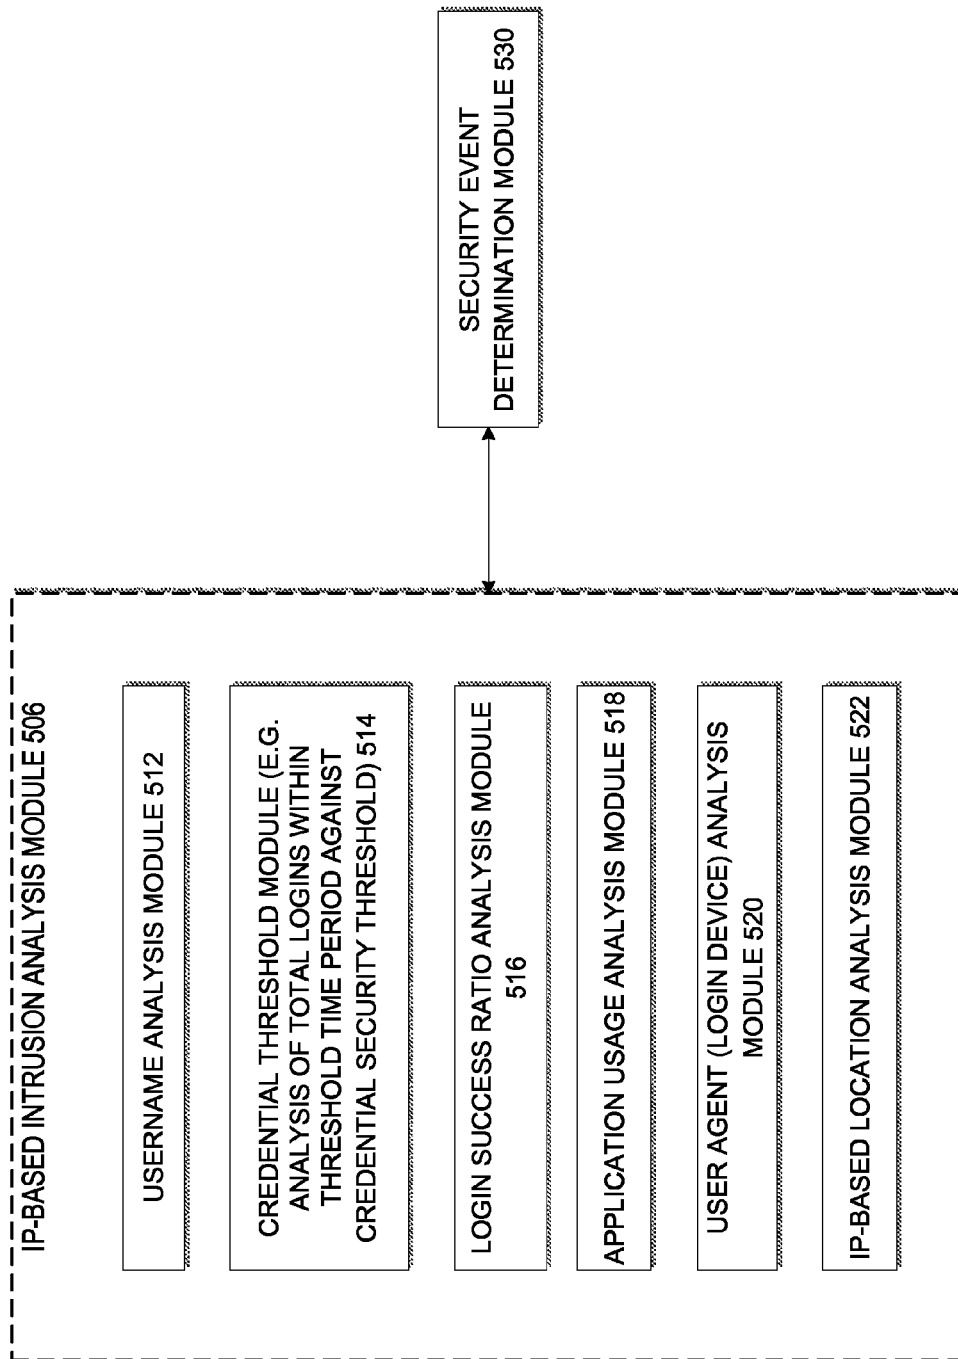 IP-BASED INTRUSION ANALYSIS MODULE 506
USERNAME ANALYSIS MODULE 512
CREDENTIAL THRESHOLD MODULE (E.G.
ANALYSIS OF TOTAL LOGINS WITHIN
THRESHOLD TIME PERIOD AGAINST
CREDENTIAL SECURITY THRESHOLD) 514
LOGIN SUCCESS RATIO ANALYSIS MODULE
516
APPLICATION USAGE ANALYSIS MODULE 518
USER AGENT (LOGIN DEVICE) ANALYSIS
MODULE 520
IP-BASED LOCATION ANALYSIS MODULE 522
SECURITY EVENT
DETERMINATION MODULE 530